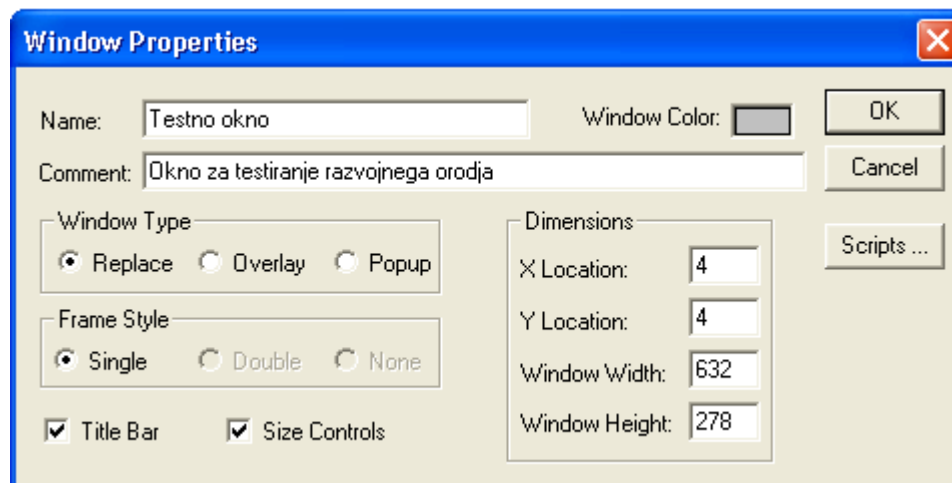 Window Properties
Name: Testno okno Window Color: OK
Comment: Okno za testiranje razvojnega orodja Cancel
Window Type Dimensions
Replace Overlay Popup X Location: 4 Scripts ...
Frame Style Y Location: 4
Single Double None Window Width: 632
Title Bar Size Controls Window Height: 278